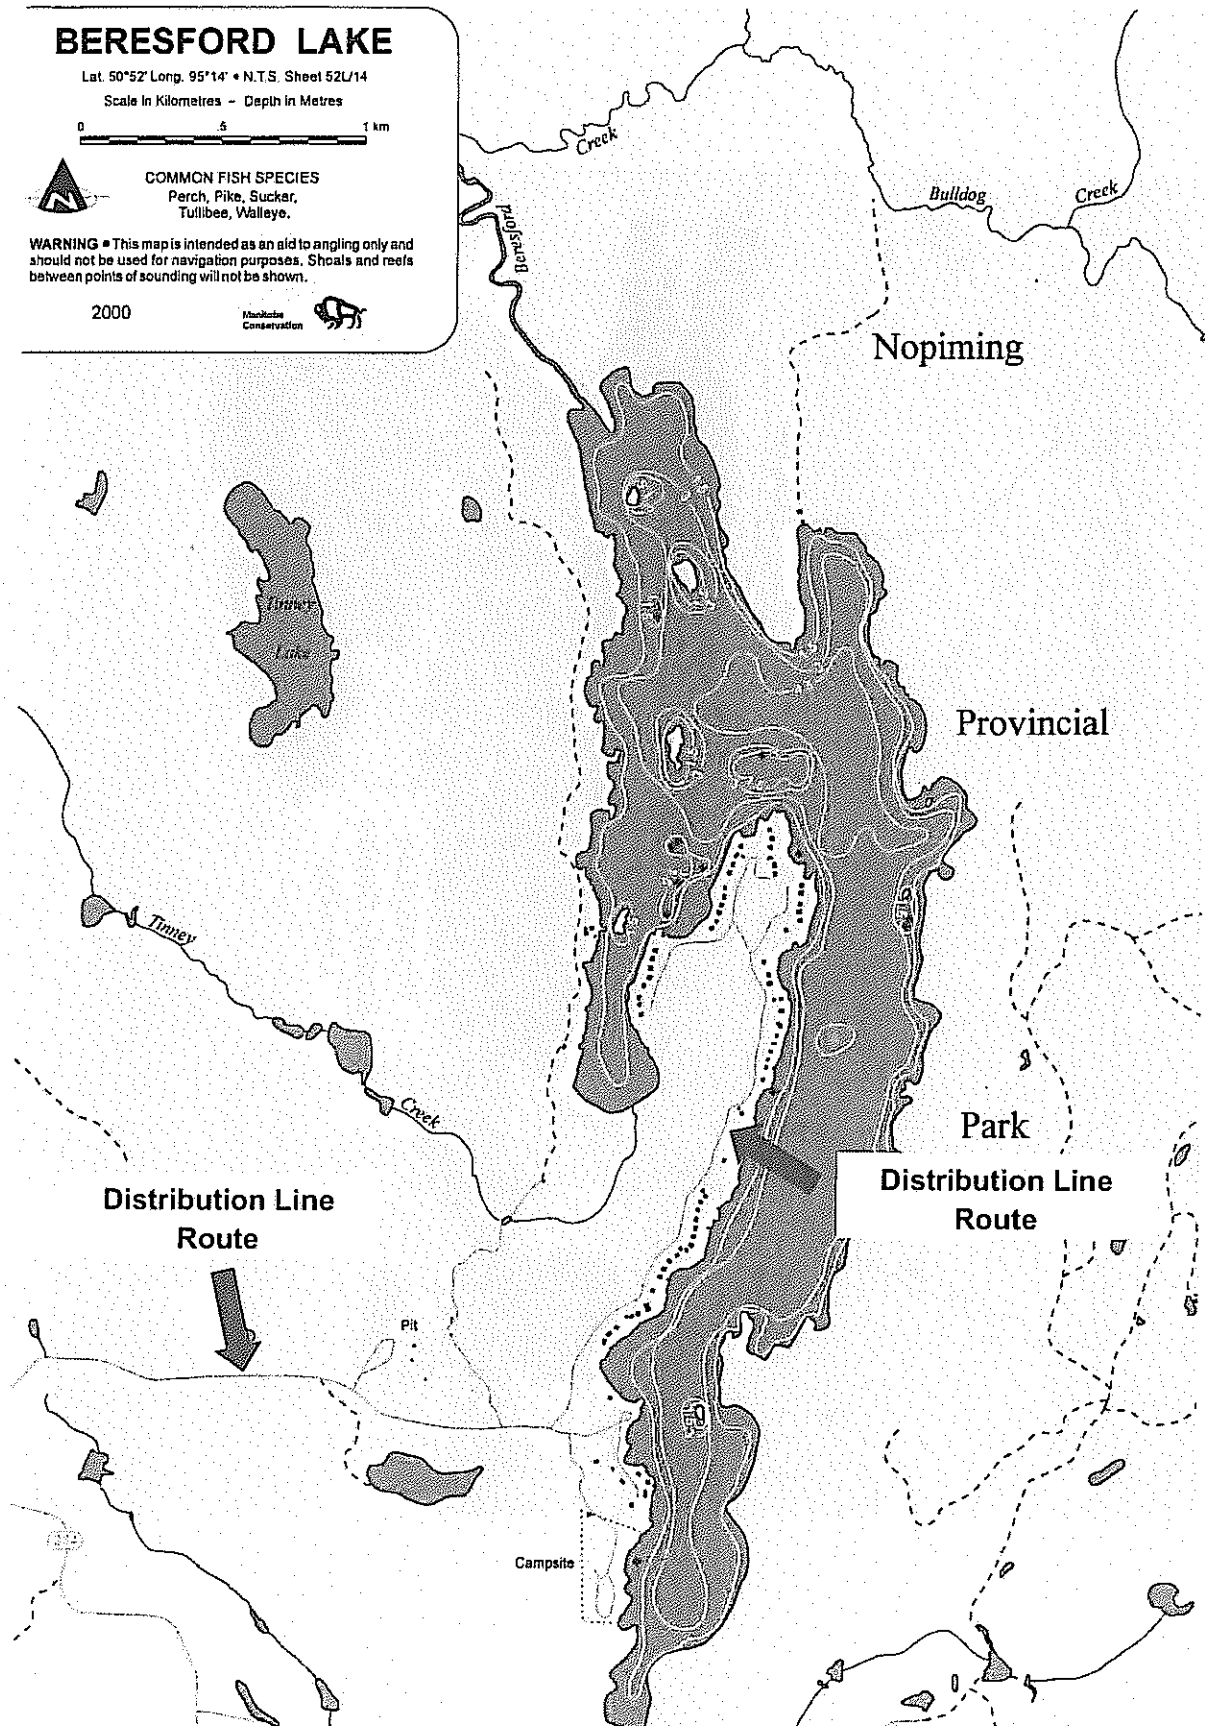 BERESFORD LAKE
Lat. 50°52' Long. 95°14' • N.T.S. Sheet 52L/14
Scale In Kilometres - Depth in Metres
0 .5 1 km
N
COMMON FISH SPECIES
Perch, Pike, Sucker,
Tullibee, Walleye.
WARNING • This map is intended as an aid to angling only and
should not be used for navigation purposes. Shoals and reefs
between points of sounding will not be shown.
2000
Manitoba
Conservation
Creek
Beresford
Bulldog
Creek
Nopiming
Tinney
Lake
Provincial
Tinney
Creek
Park
Distribution Line
Route
Distribution Line
Route
Pit
Campsite